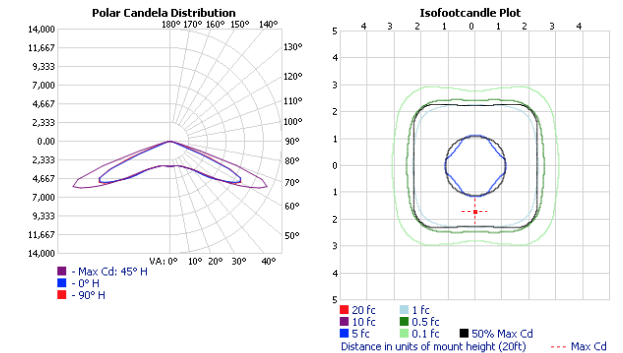 Polar Candela Distribution
180° 170° 160° 150° 140°
14,000
11,667
9,333
7,000
4,667
2,333
0.00
2,333
4,667
7,000
9,333
11,667
14,000
130°
120°
110°
100°
90°
80°
70°
60°
50°
VA: 0° 10° 20° 30° 40°
- Max Cd: 45° H
- 0° H
- 90° H
Isofootcandle Plot
4 3 2 1 0 1 2 3 4
5
4
3
2
1
0
1
2
3
4
5
20 fc
10 fc
5 fc
1 fc
0.5 fc
0.1 fc
50% Max Cd
Distance in units of mount height (20ft)
Max Cd